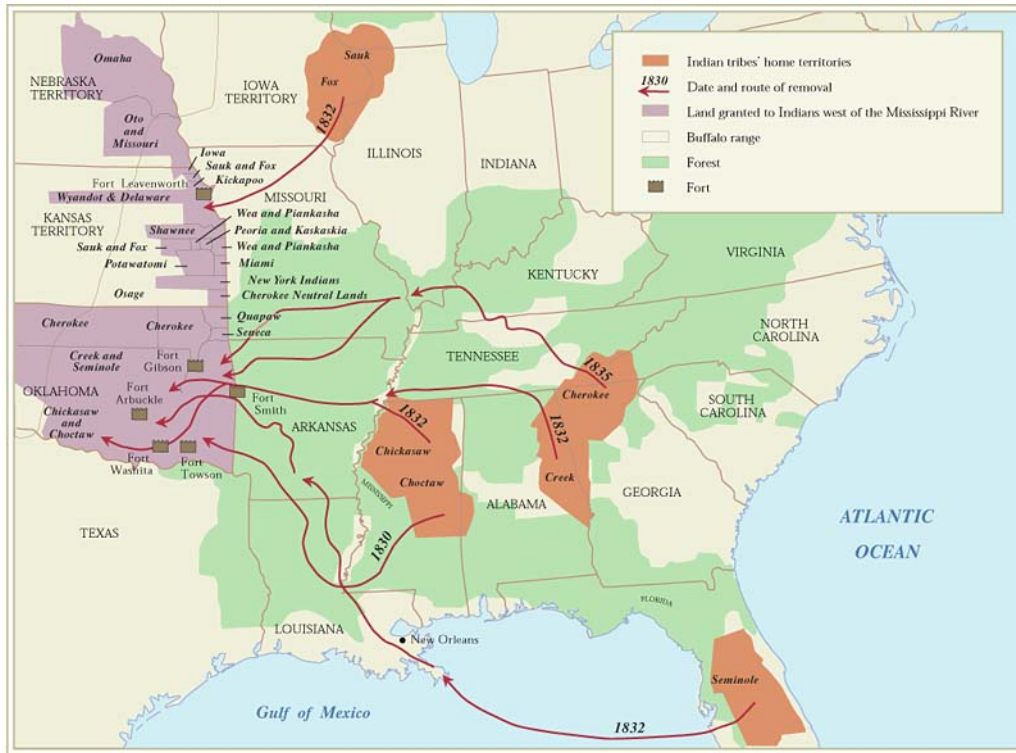 1830
Indian tribes' home territories
Date and route of removal
Land granted to Indians west of the Mississippi River
Buffalo range
Forest
Fort
Omaha
NEBRASKA
TERRITORY
Oto
and
Missouri
IOWA
TERRITORY
Sauk
Fox
1832
ILLINOIS
INDIANA
Iowa
Sauk and Fox
Kickapoo
Fort Leavenworth
Wyandot & Delaware
MISSOURI
KANSAS
TERRITORY
Wea and Piankasha
Shawnee
Peoria and Kaskaskia
Sauk and Fox
Wea and Piankasha
Potawatomi
Miami
New York Indians
Osage
Cherokee Neutral Lands
Quapaw
Seneca
Cherokee
Cherokee
Creek and
Seminole
Fort
Gibson
OKLAHOMA
Fort
Arbuckle
Chickasaw
and
Choctaw
Fort
Smith
Fort
Washita
Fort
Towson
ARKANSAS
KENTUCKY
VIRGINIA
TENNESSEE
NORTH
CAROLINA
SOUTH
CAROLINA
1835
Cherokee
1832
Creek
1832
Chickasaw
Choctaw
MISSISSIPPI
ALABAMA
GEORGIA
1830
TEXAS
LOUISIANA
New Orleans
FLORIDA
Seminole
1832
Gulf of Mexico
ATLANTIC
OCEAN